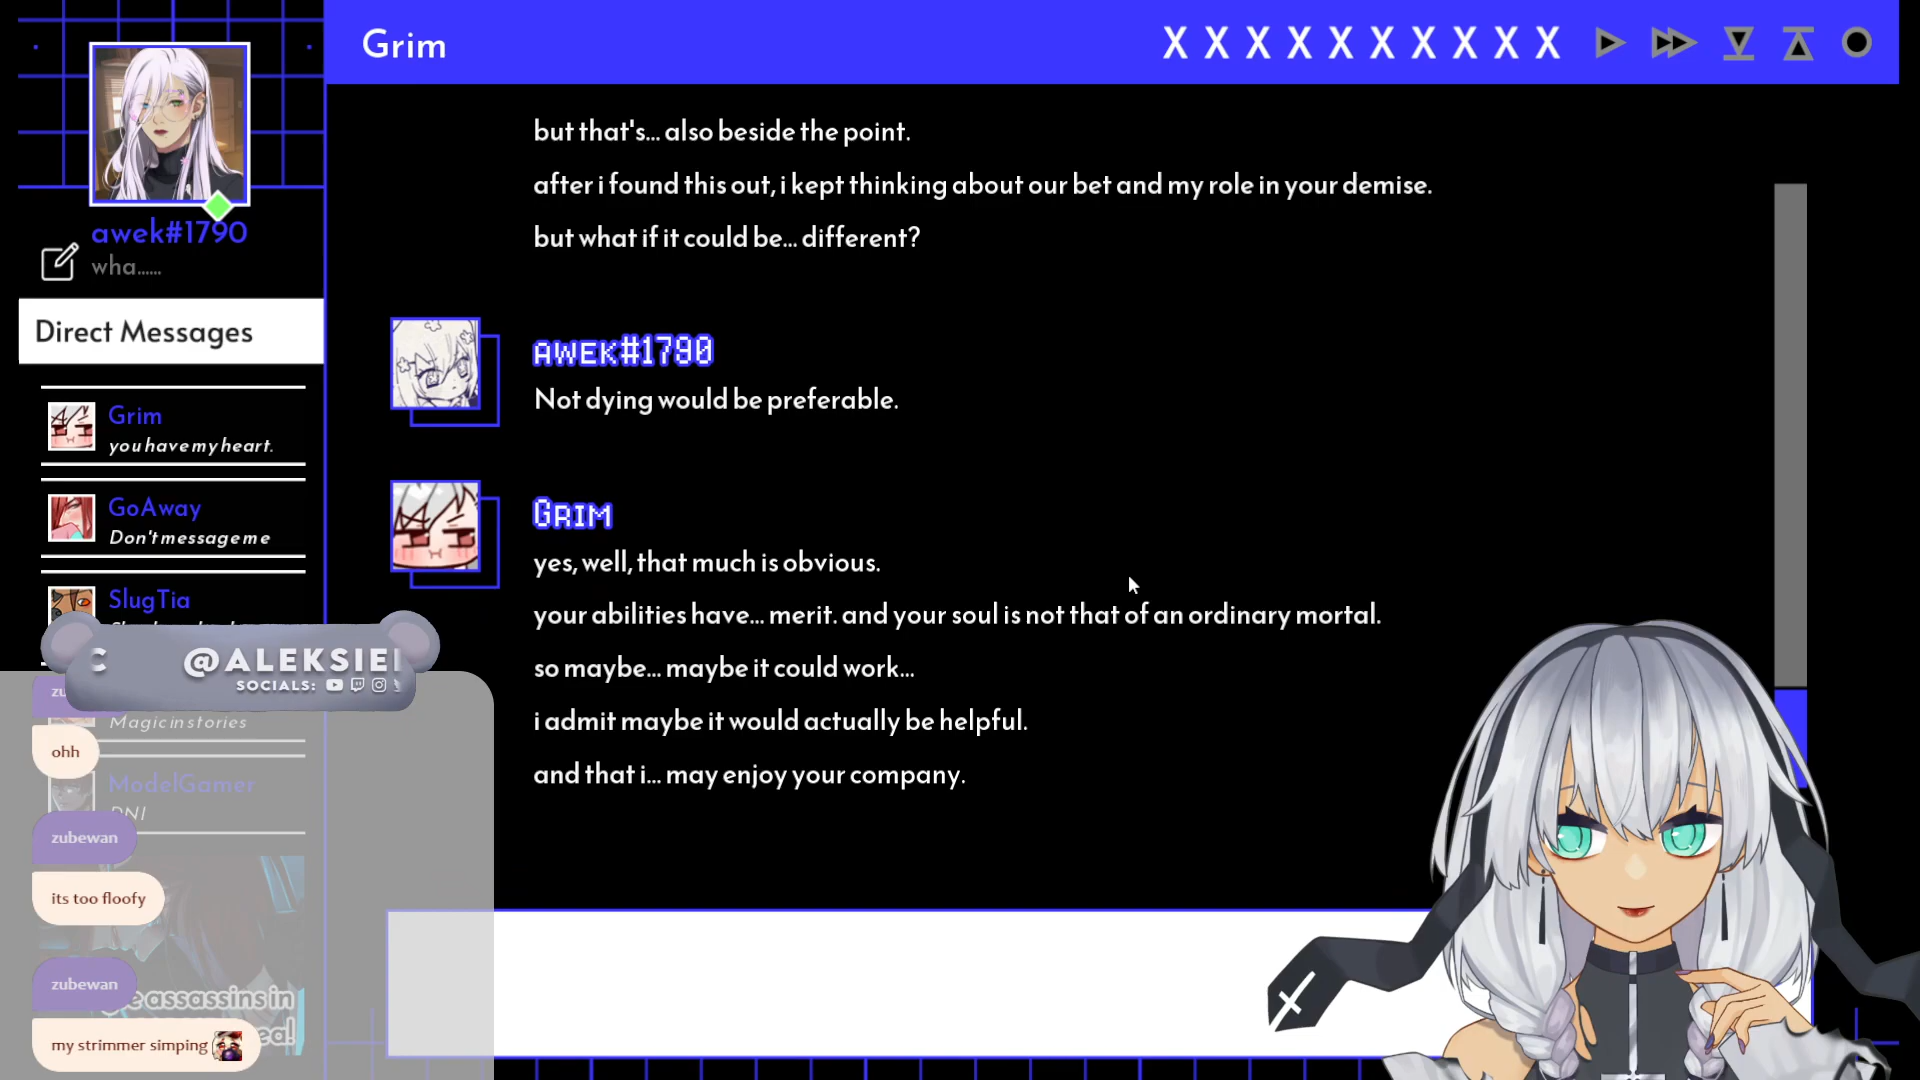 Grim
X X X X X X X X X X
awek#1790
wha......
Direct Messages
Grim
you have my heart.
GoAway
Don't message me
SlugTia
Magic in stories
ModelGamer
DNI
assassins in
but that's... also beside the point.
after i found this out, i kept thinking about our bet and my role in your demise.
but what if it could be... different?
awek#1790
Not dying would be preferable.
Grim
yes, well, that much is obvious.
your abilities have... merit. and your soul is not that of an ordinary mortal.
so maybe... maybe it could work...
i admit maybe it would actually be helpful.
and that i... may enjoy your company.
C @ALEKSIE
SOCIALS:
zu
ohh
zubewan
its too floofy
zubewan
my strimmer simping